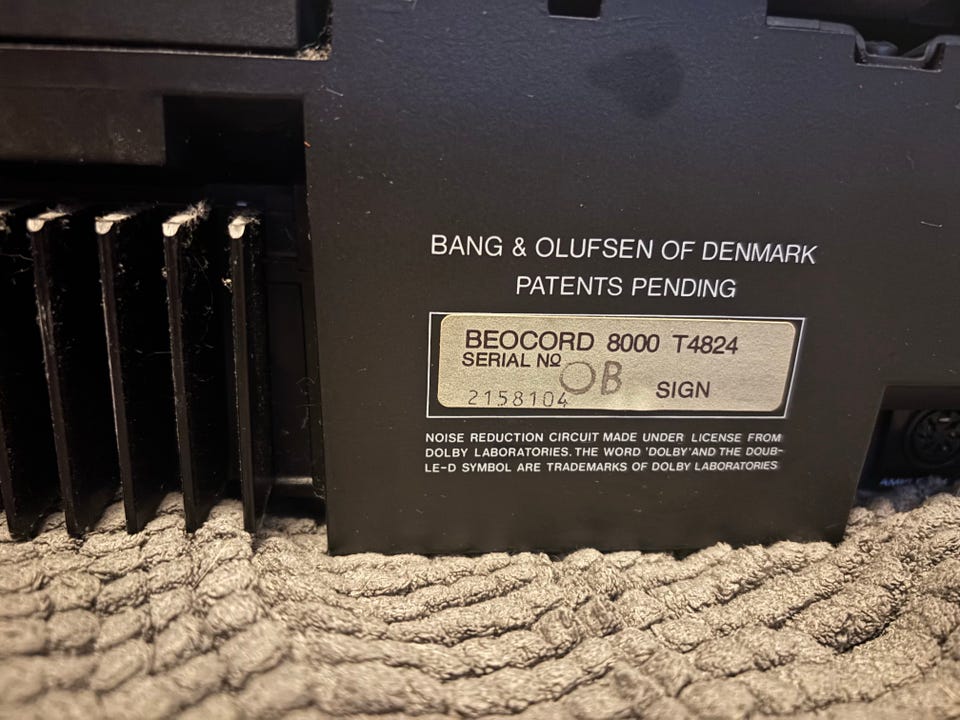 BANG & OLUFSEN OF DENMARK
PATENTS PENDING
BEOCORD 8000 T4824
SERIAL Nº
OB
2158104
SIGN
NOISE REDUCTION CIRCUIT MADE UNDER LICENSE FROM
DOLBY LABORATORIES. THE WORD 'DOLBY' AND THE DOUB-
LE-D SYMBOL ARE TRADEMARKS OF DOLBY LABORATORIES